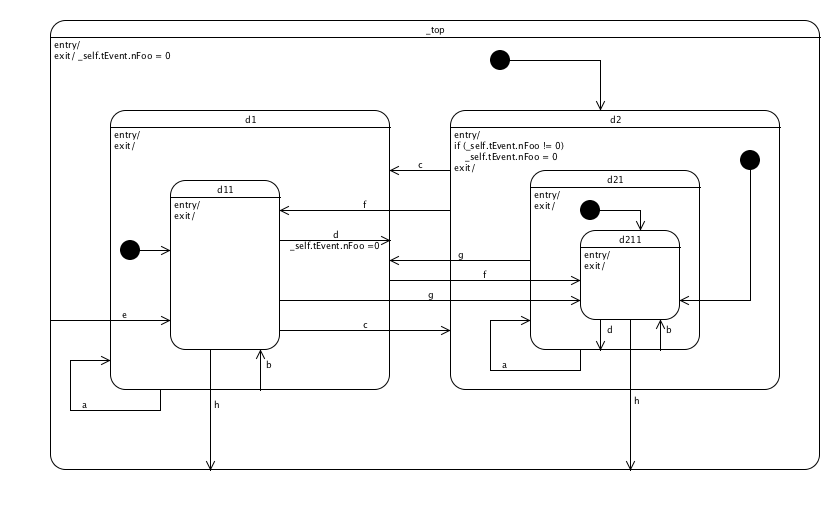 _top
entry/
exit/ _self.tEvent.nFoo = 0
d1
entry/
exit/
d2
entry/
if (_self.tEvent.nFoo != 0)
_self.tEvent.nFoo = 0
exit/
c
d11
entry/
exit/
d21
entry/
exit/
f
d
_self.tEvent.nFoo =0
d211
entry/
exit/
g
f
g
e
c
d
b
a
b
a
h
h